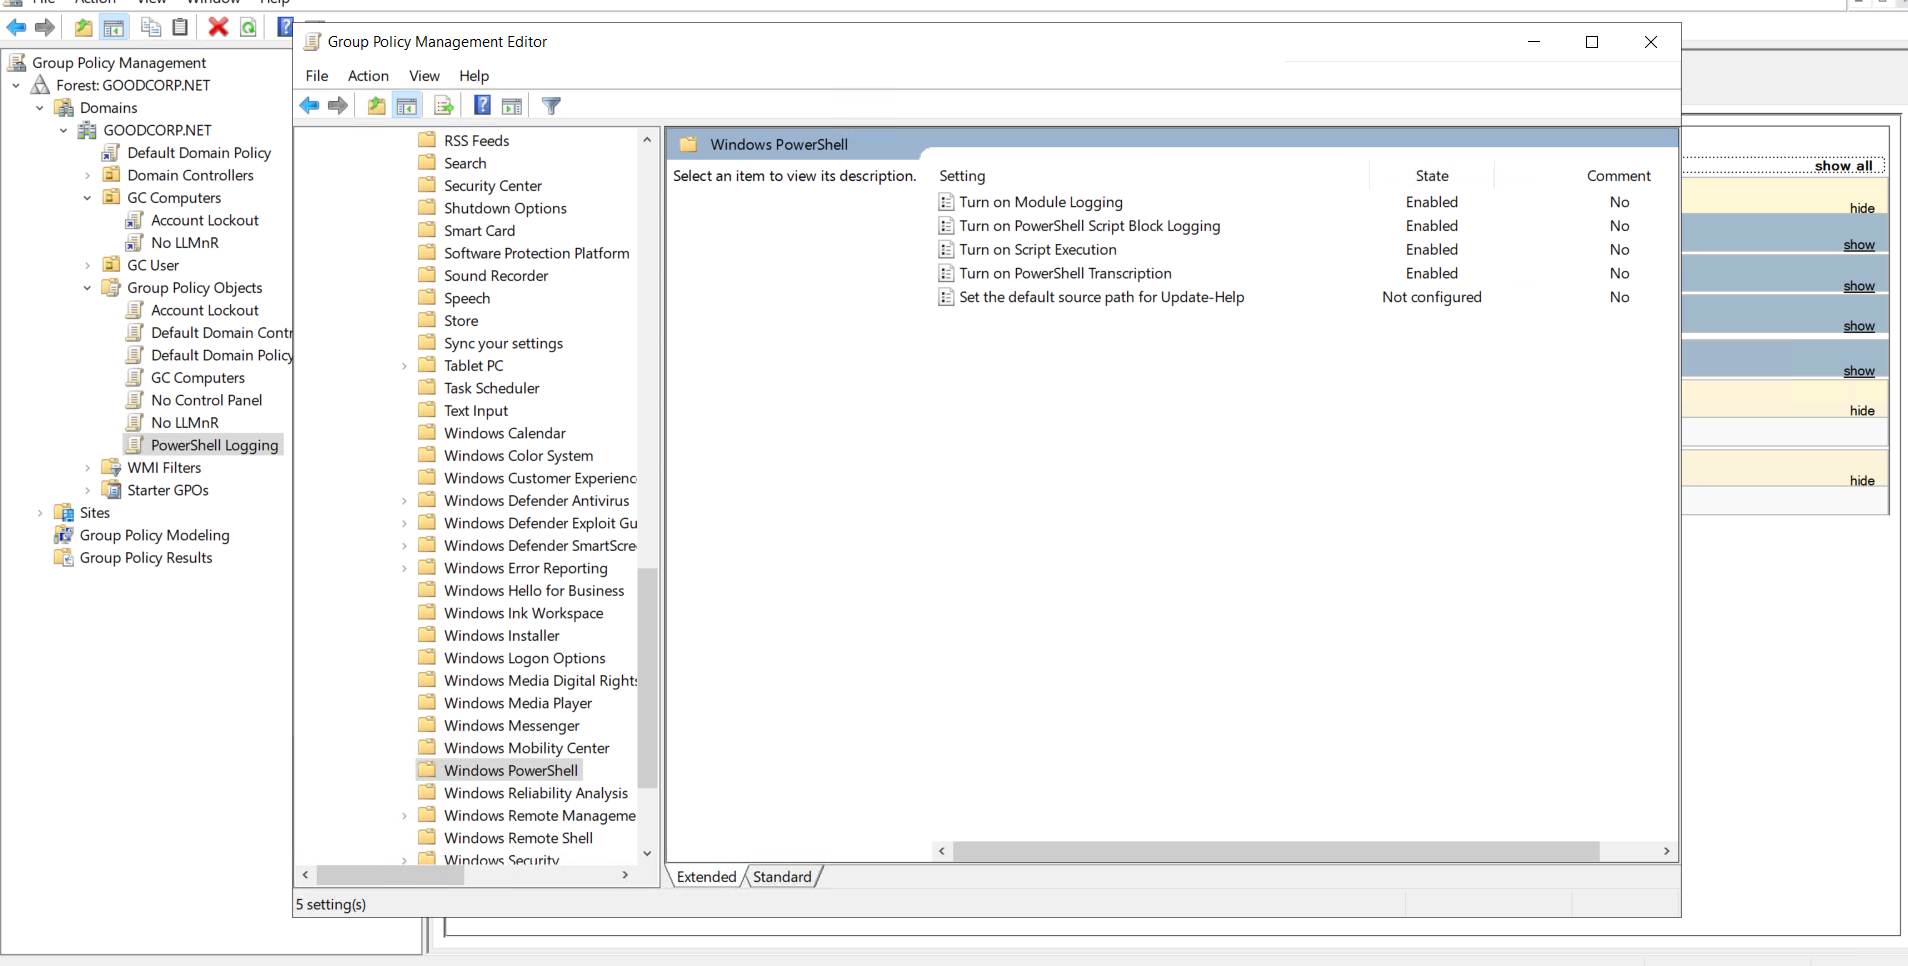 File Action View Window Help
Group Policy Management
Forest: GOODCORP.NET
Domains
GOODCORP.NET
Default Domain Policy
Domain Controllers
GC Computers
Account Lockout
No LLMnR
GC User
Group Policy Objects
Account Lockout
Default Domain Contr
Default Domain Policy
GC Computers
No Control Panel
No LLMnR
PowerShell Logging
WMI Filters
Starter GPOs
Sites
Group Policy Modeling
Group Policy Results
Group Policy Management Editor
File Action View Help
RSS Feeds
Search
Security Center
Shutdown Options
Smart Card
Software Protection Platform
Sound Recorder
Speech
Store
Sync your settings
Tablet PC
Task Scheduler
Text Input
Windows Calendar
Windows Color System
Windows Customer Experienc
Windows Defender Antivirus
Windows Defender Exploit Gu
Windows Defender SmartScre
Windows Error Reporting
Windows Hello for Business
Windows Ink Workspace
Windows Installer
Windows Logon Options
Windows Media Digital Rights
Windows Media Player
Windows Messenger
Windows Mobility Center
Windows PowerShell
Windows Reliability Analysis
Windows Remote Manageme
Windows Remote Shell
Windows Security
Windows PowerShell
Select an item to view its description.
Setting State Comment
Turn on Module Logging Enabled No
Turn on PowerShell Script Block Logging Enabled No
Turn on Script Execution Enabled No
Turn on PowerShell Transcription Enabled No
Set the default source path for Update-Help Not configured No
Extended Standard
5 setting(s)
show all
hide
show
show
show
show
hide
hide